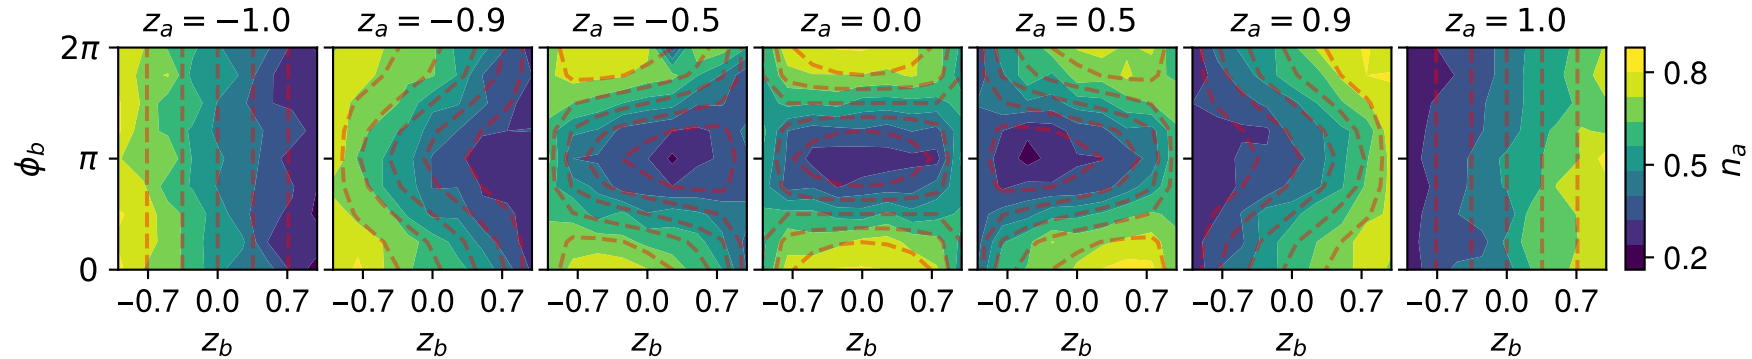 z_a = −1.0 z_a = −0.9 z_a = −0.5 z_a = 0.0 z_a = 0.5 z_a = 0.9 z_a = 1.0
2π
π
0
ϕ_b
−0.7 0.0 0.7 −0.7 0.0 0.7 −0.7 0.0 0.7 −0.7 0.0 0.7 −0.7 0.0 0.7 −0.7 0.0 0.7 −0.7 0.0 0.7
z_b z_b z_b z_b z_b z_b z_b
0.8
0.5
0.2
n_a